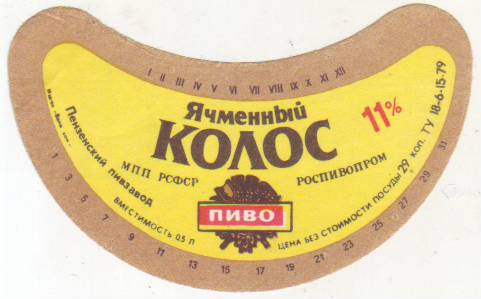 I II III IV V VI VII VIII IX X XI XII
Ячменный
КОЛОС
11%
МПП РСФСР РОСПИВОПРОМ
Пензенский пивзавод
ВМЕСТИМОСТЬ 0,5 Л
ПИВО
ЦЕНА БЕЗ СТОИМОСТИ ПОСУДЫ 29 КОП. ТУ 18-6-15-79
1 3 5 7 9 11 13 15 17 19 21 23 25 27 29 31